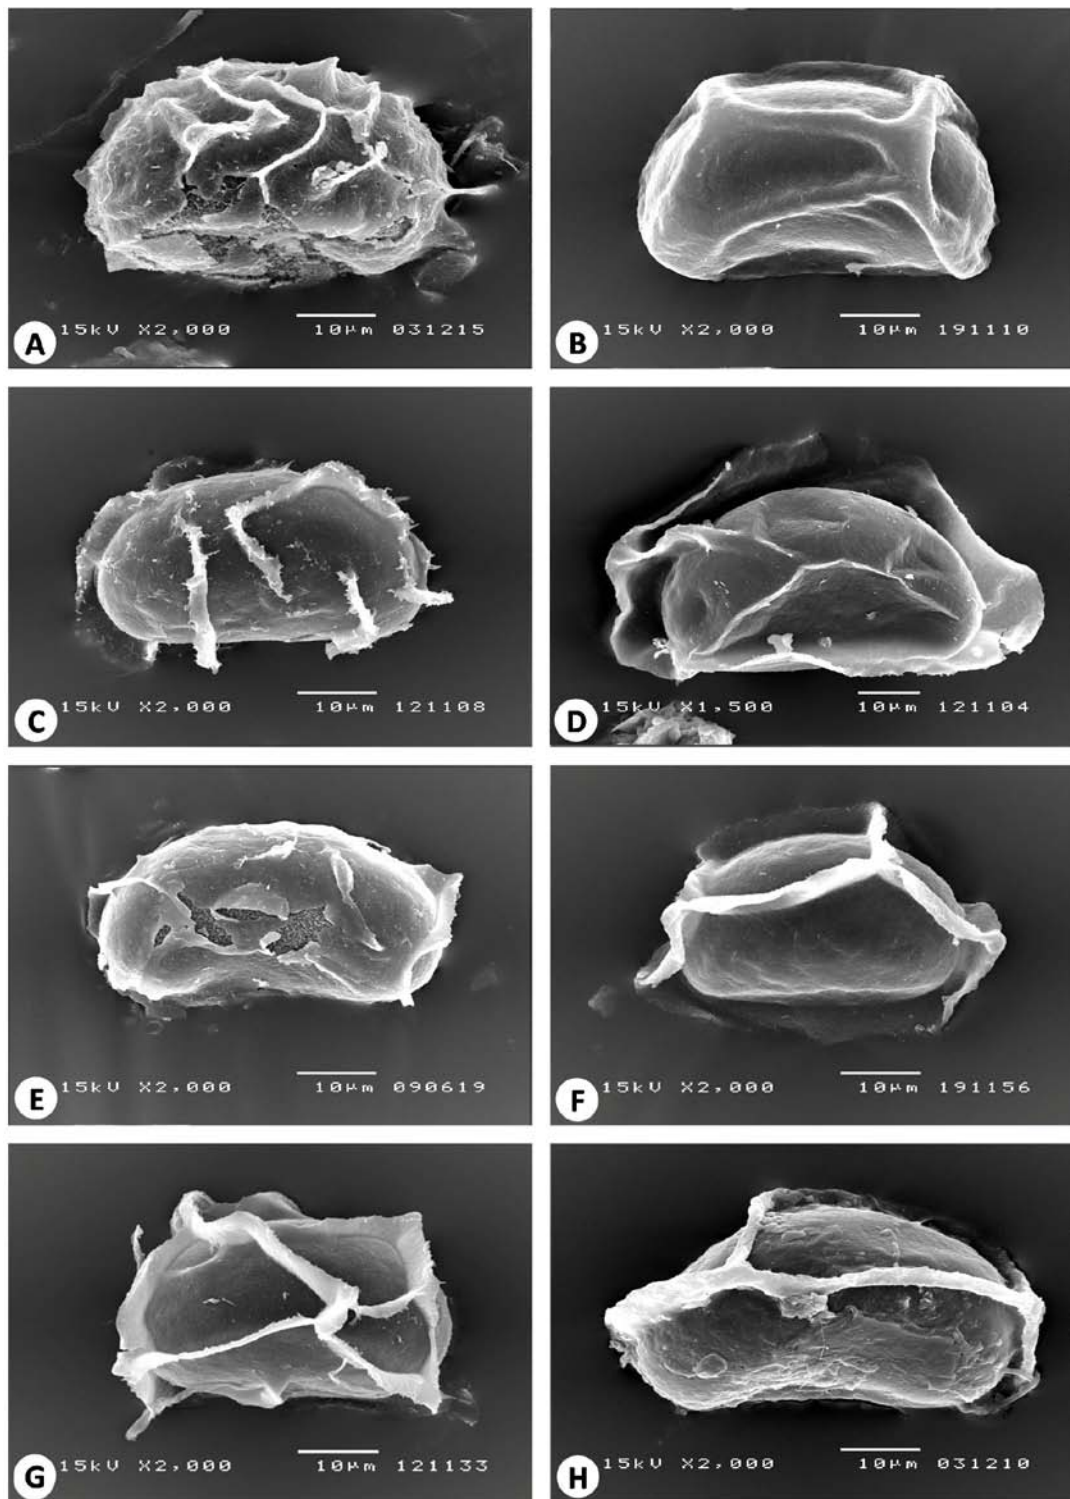 15kV X2,000 10µm 031215
A
15kV X2,000 10µm 191110
B
15kV X2,000 10µm 121108
C
15kV X1,500 10µm 121104
D
15kV X2,000 10µm 090619
E
15kV X2,000 10µm 191156
F
15kV X2,000 10µm 121133
G
15kV X2,000 10µm 031210
H